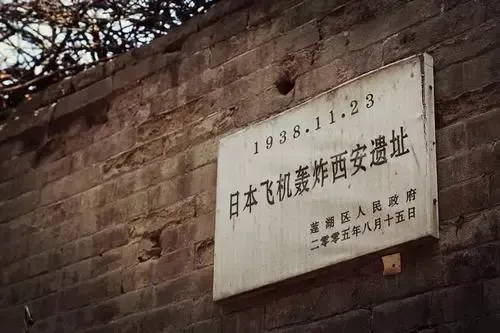 1938.11.23
日本飞机轰炸西安遗址
莲湖区人民政府
二零零五年八月十五日